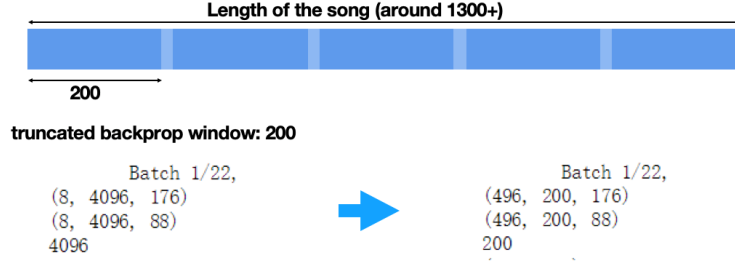 Length of the song (around 1300+)
200
truncated backprop window: 200
Batch 1/22,
(8, 4096, 176)
(8, 4096, 88)
4096
Batch 1/22,
(496, 200, 176)
(496, 200, 88)
200